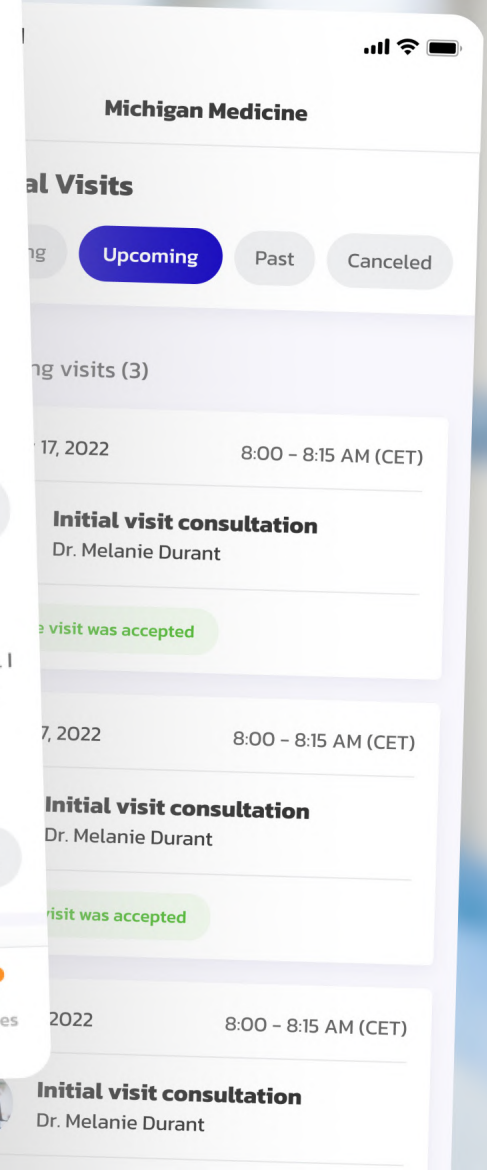 Michigan Medicine
al Visits
ng Upcoming Past Canceled
ng visits (3)
17, 2022 8:00 – 8:15 AM (CET)
Initial visit consultation
Dr. Melanie Durant
e visit was accepted
7, 2022 8:00 – 8:15 AM (CET)
Initial visit consultation
Dr. Melanie Durant
visit was accepted
es 2022 8:00 – 8:15 AM (CET)
Initial visit consultation
Dr. Melanie Durant